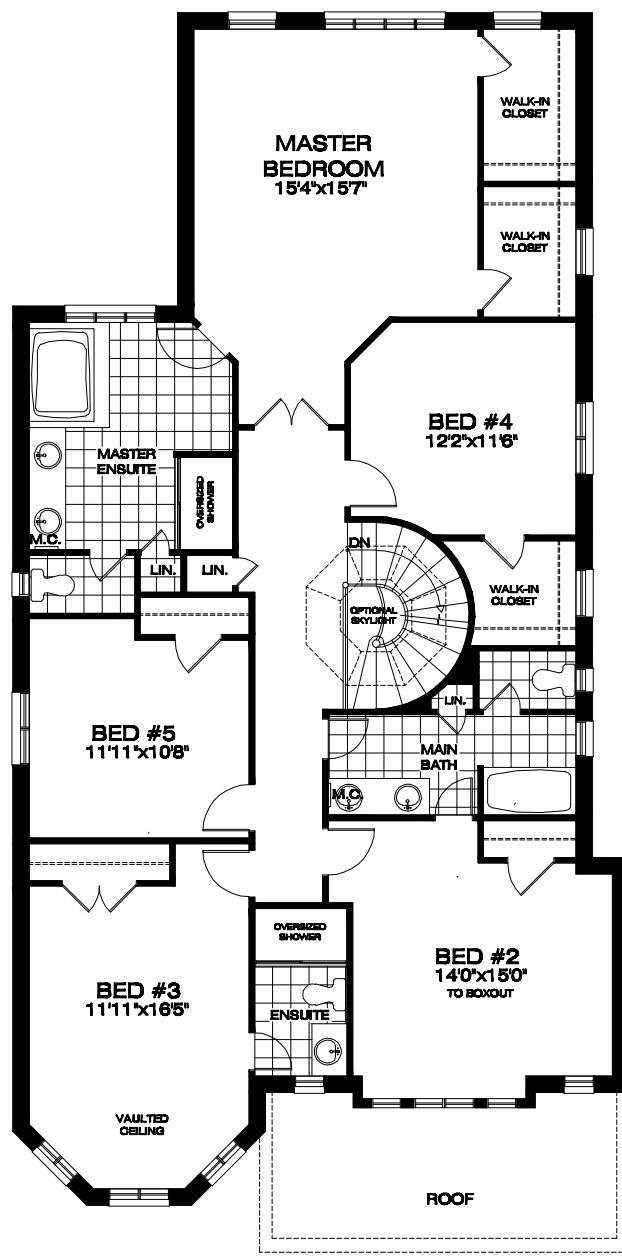 WALK-IN
CLOSET
MASTER
BEDROOM
15'4"x15'7"
WALK-IN
CLOSET
BED #4
12'2"x11'6"
MASTER
ENSUITE
OVERSIZED
SHOWER
M.C.
DN
LIN.
LIN.
WALK-IN
CLOSET
OPTIONAL
SKYLIGHT
LIN.
BED #5
11'11"x10'8"
MAIN
BATH
M.C.
OVERSIZED
SHOWER
BED #2
14'0"x15'0"
TO BOXOUT
BED #3
11'11"x16'5"
ENSUITE
VAULTED
CEILING
ROOF